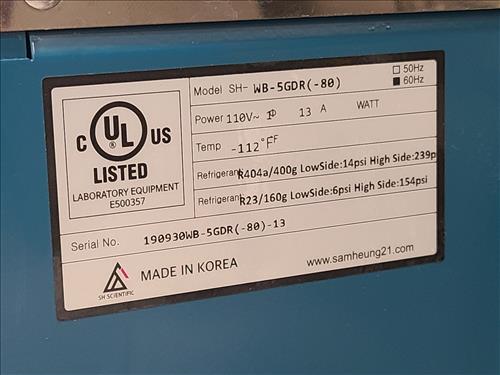 Model SH- WB-5GDR(-80) 50Hz
60Hz
Power 110V~ 1Φ 13 A WATT
Temp -112°F F
Refrigerant R404a/400g LowSide:14psi High Side:239p
Refrigerant R23/160g LowSide:6psi High Side:154psi
C UL US
®
LISTED
LABORATORY EQUIPMENT
E500357
Serial No. 190930WB-5GDR(-80)-13
SH SCIENTIFIC
MADE IN KOREA
www.samheung21.com